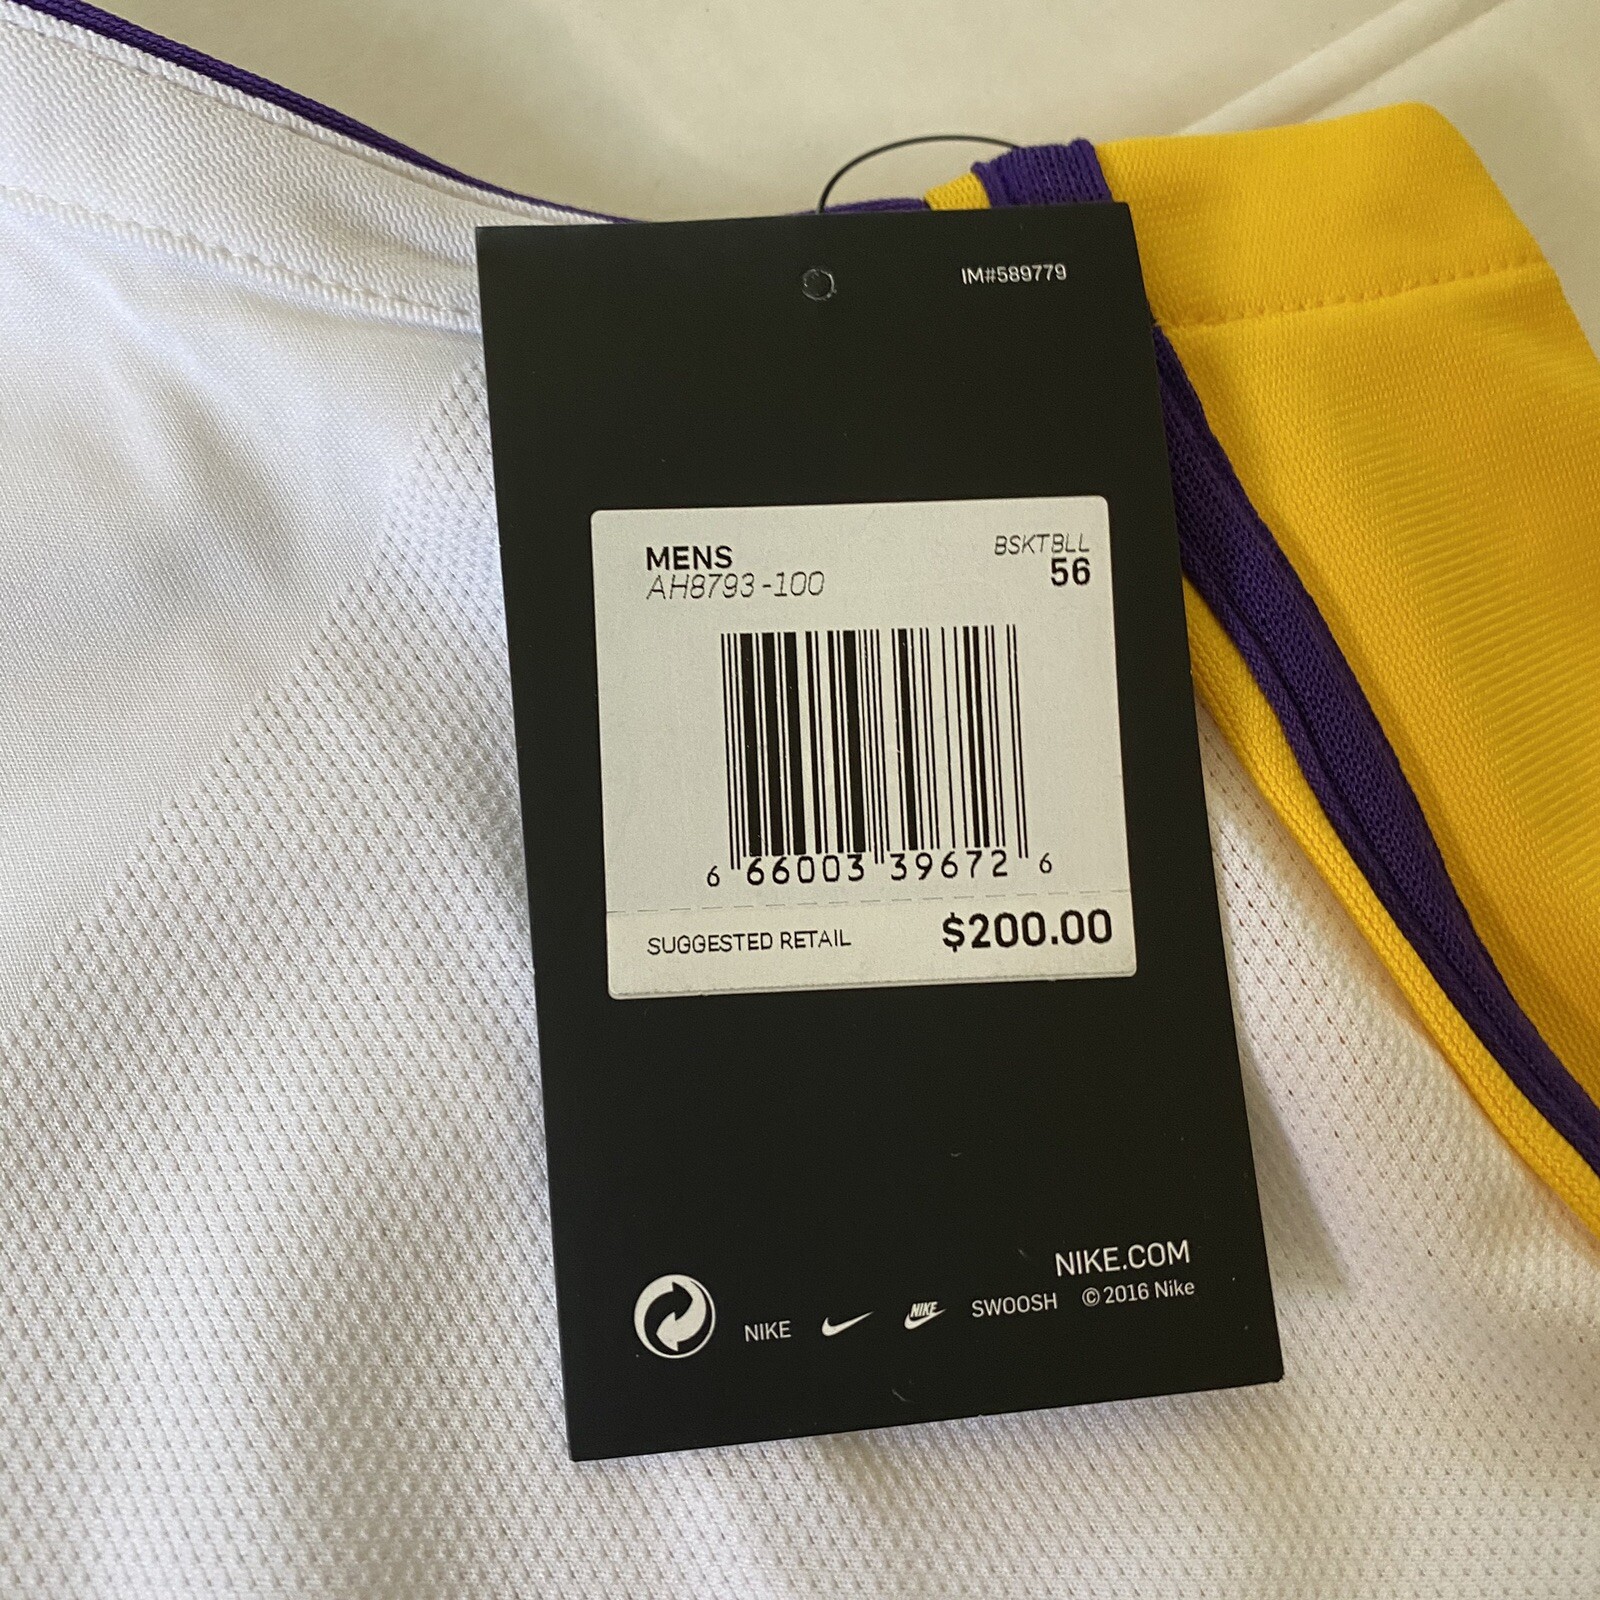 IM#589779
MENS
BSKTBLL
AH8793-100
56
6 66003 39672 6
SUGGESTED RETAIL $200.00
NIKE.COM
NIKE NIKE SWOOSH © 2016 Nike